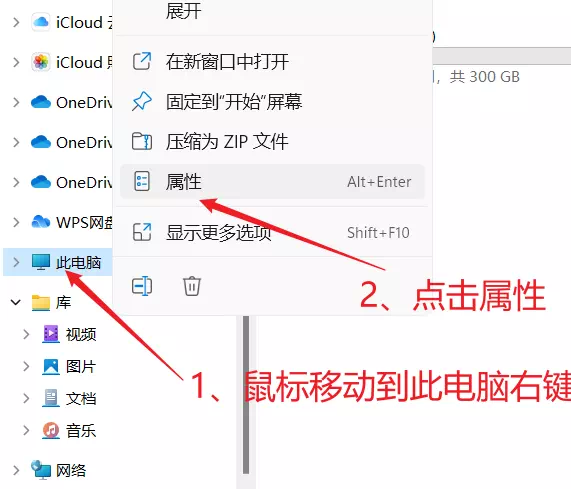 展开
iCloud
)
iCloud
在新窗口中打开
，共 300 GB
OneDriv
固定到"开始"屏幕
OneDriv
压缩为 ZIP 文件
OneDriv
属性 Alt+Enter
WPS网盘
显示更多选项 Shift+F10
此电脑
2、点击属性
库
视频
图片
1、鼠标移动到此电脑右键
文档
音乐
网络